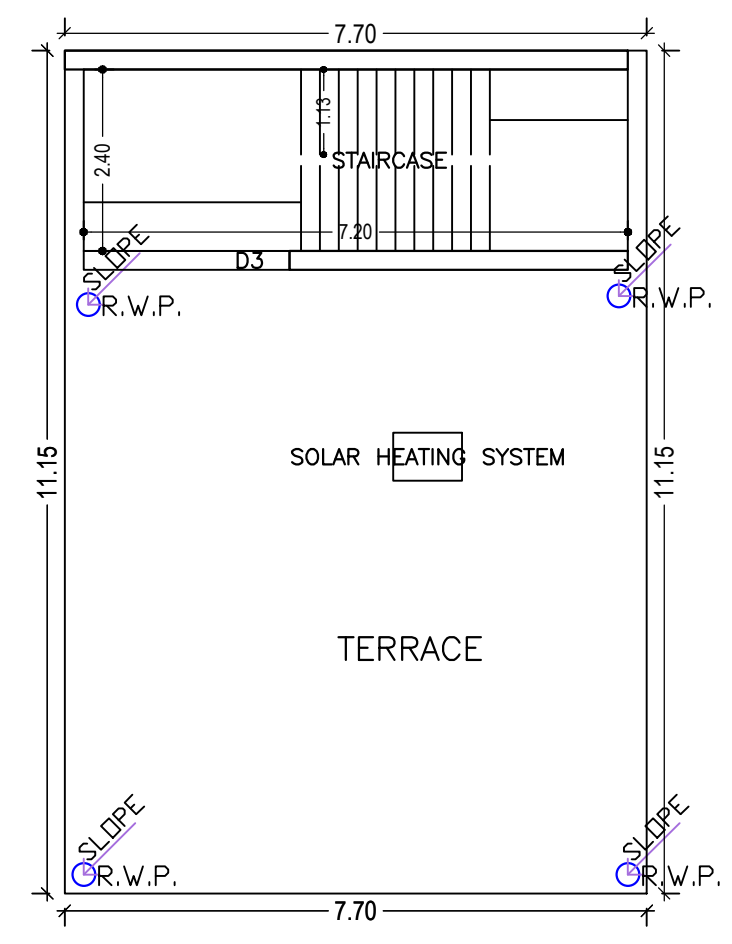 7.70
1.13
STAIRCASE
2.40
7.20
SLOPE
SLOPE
D3
R.W.P.
R.W.P.
11.15
SOLAR HEATING SYSTEM
11.15
TERRACE
SLOPE
SLOPE
R.W.P.
R.W.P.
7.70